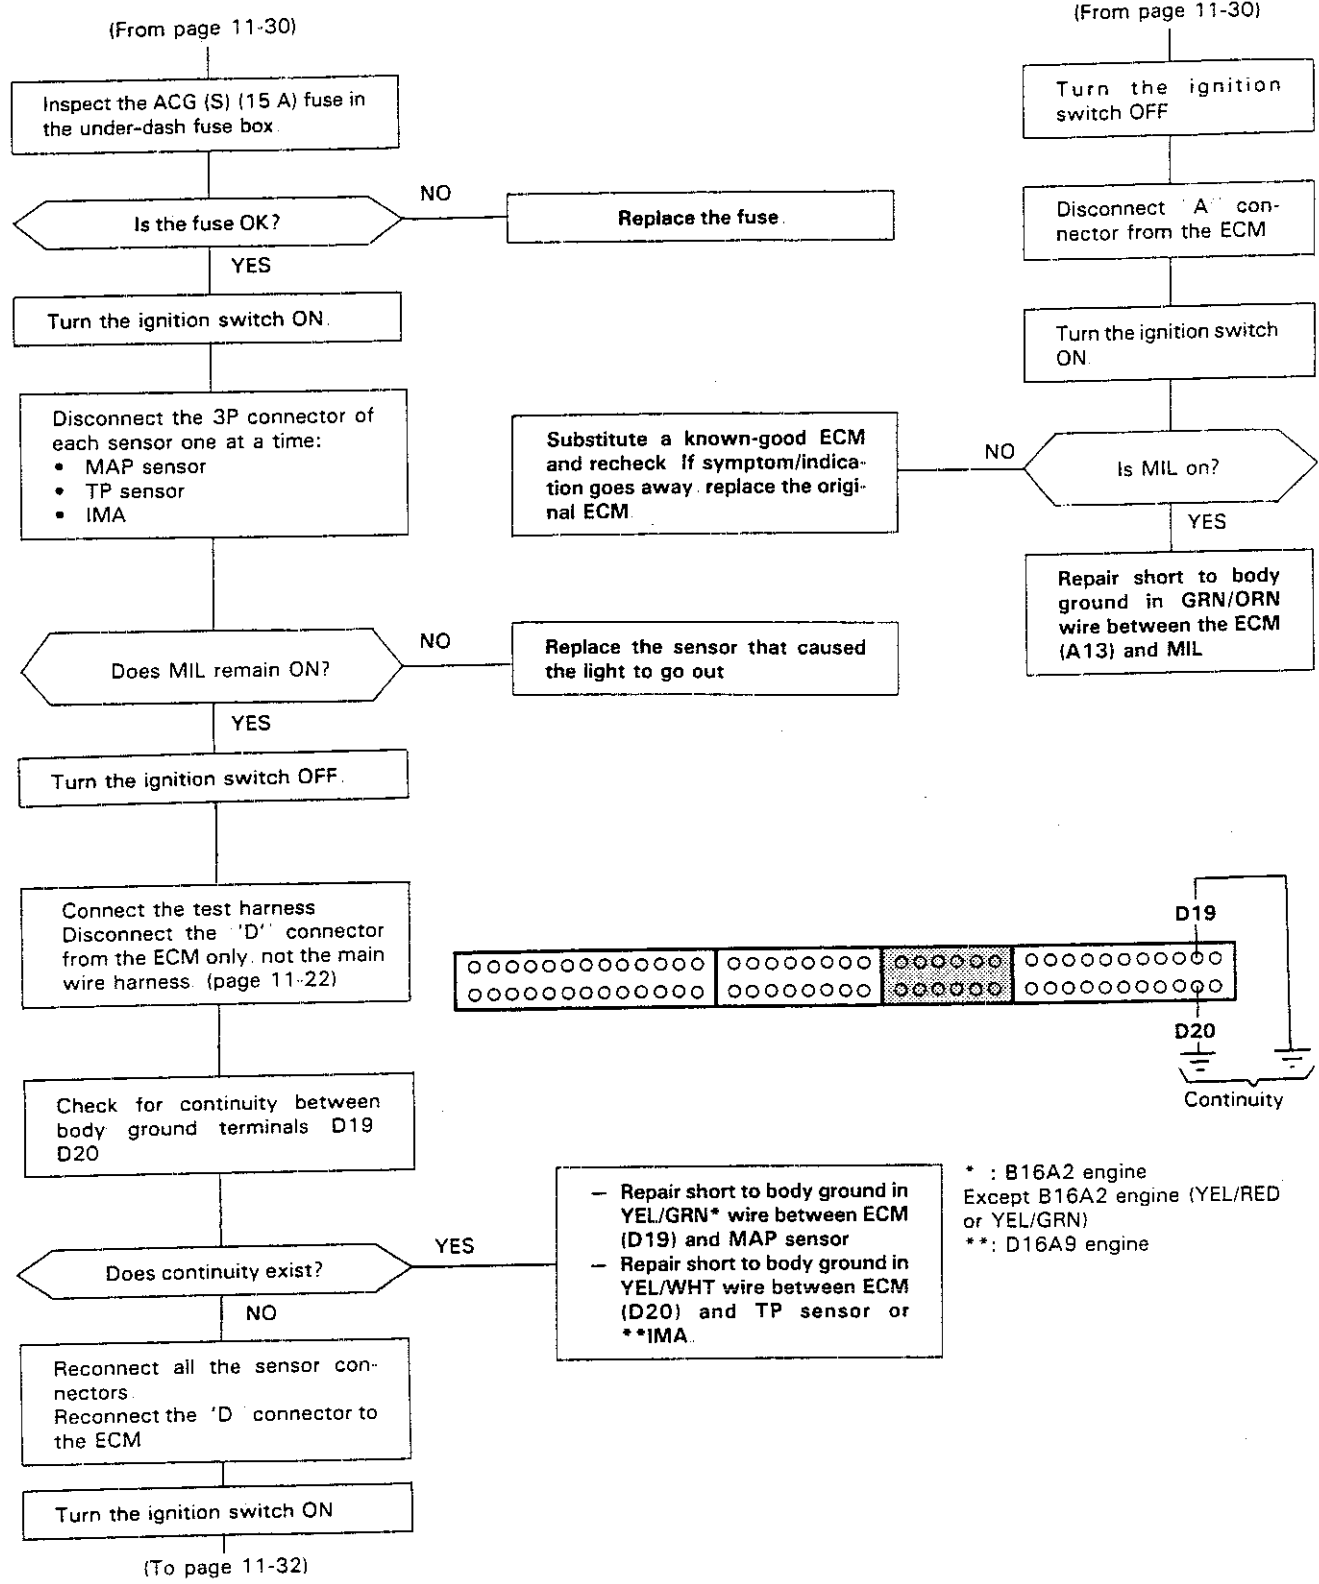 (From page 11-30)
Inspect the ACG (S) (15 A) fuse in
the under-dash fuse box.
Is the fuse OK?
NO
Replace the fuse.
YES
Turn the ignition switch ON.
Disconnect the 3P connector of
each sensor one at a time:
• MAP sensor
• TP sensor
• IMA
Does MIL remain ON?
NO
Replace the sensor that caused
the light to go out
YES
Turn the ignition switch OFF.
Connect the test harness
Disconnect the 'D'' connector
from the ECM only. not the main
wire harness. (page 11-22)
Check for continuity between
body ground terminals D19
D20
Does continuity exist?
YES
— Repair short to body ground in
YEL/GRN* wire between ECM
(D19) and MAP sensor
— Repair short to body ground in
YEL/WHT wire between ECM
(D20) and TP sensor or
**IMA.
NO
Reconnect all the sensor con-
nectors.
Reconnect the 'D' connector to
the ECM
Turn the ignition switch ON
(To page 11-32)
(From page 11-30)
Turn the ignition
switch OFF
Disconnect 'A'' con-
nector from the ECM
Turn the ignition switch
ON.
Is MIL on?
NO
Substitute a known-good ECM
and recheck If symptom/indica-
tion goes away. replace the origi-
nal ECM.
YES
Repair short to body
ground in GRN/ORN
wire between the ECM
(A13) and MIL
D19
D20
Continuity
* : B16A2 engine
Except B16A2 engine (YEL/RED
or YEL/GRN)
**: D16A9 engine